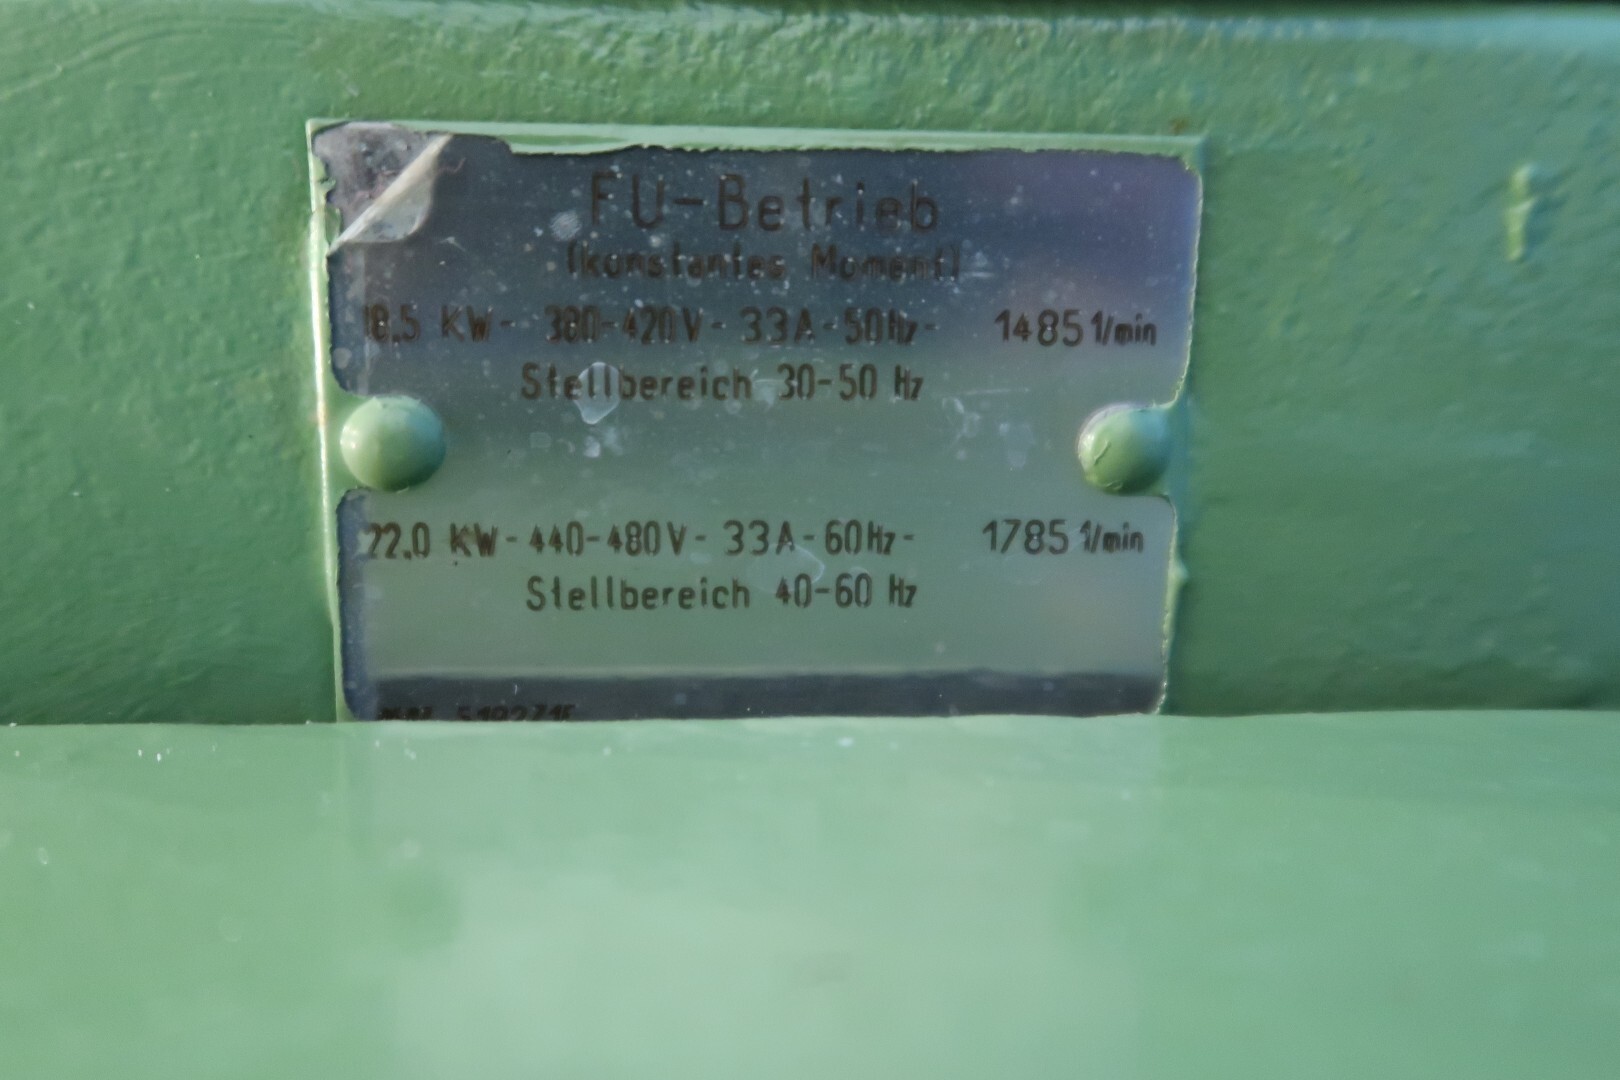 FU-Betrieb
(konstantes Moment)
18,5 KW- 380-420V- 33A-50Hz- 1485 1/min
Stellbereich 30-50 Hz
22,0 KW-440-480V- 33A-60Hz- 1785 1/min
Stellbereich 40-60 Hz